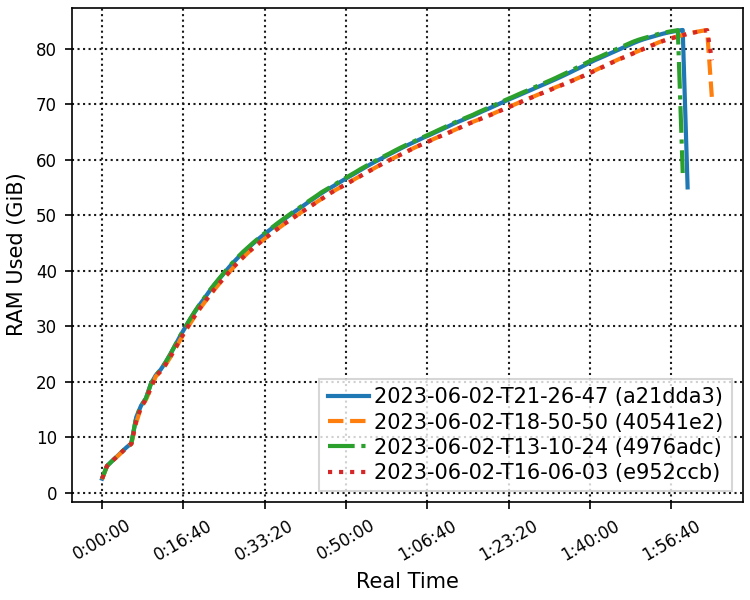 80
70
60
50
40
30
20
10
0
RAM Used (GiB)
2023-06-02-T21-26-47 (a21dda3)
2023-06-02-T18-50-50 (40541e2)
2023-06-02-T13-10-24 (4976adc)
2023-06-02-T16-06-03 (e952ccb)
0:00:00
0:16:40
0:33:20
0:50:00
1:06:40
1:23:20
1:40:00
1:56:40
Real Time